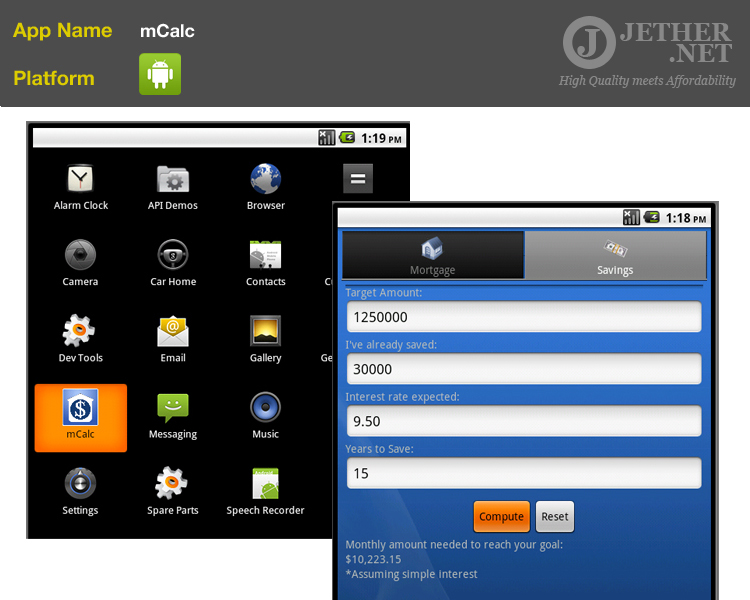 App Name mCalc
Platform
JETHER
.NET
High Quality meets Affordability
1:19 PM
Alarm Clock API Demos Browser
Camera Car Home Contacts
Dev Tools Email Gallery
mCalc Messaging Music
Settings Spare Parts Speech Recorder
1:18 PM
Mortgage Savings
Target Amount:
1250000
I've already saved:
30000
Interest rate expected:
9.50
Years to Save:
15
Compute Reset
Monthly amount needed to reach your goal:
$10,223.15
*Assuming simple interest